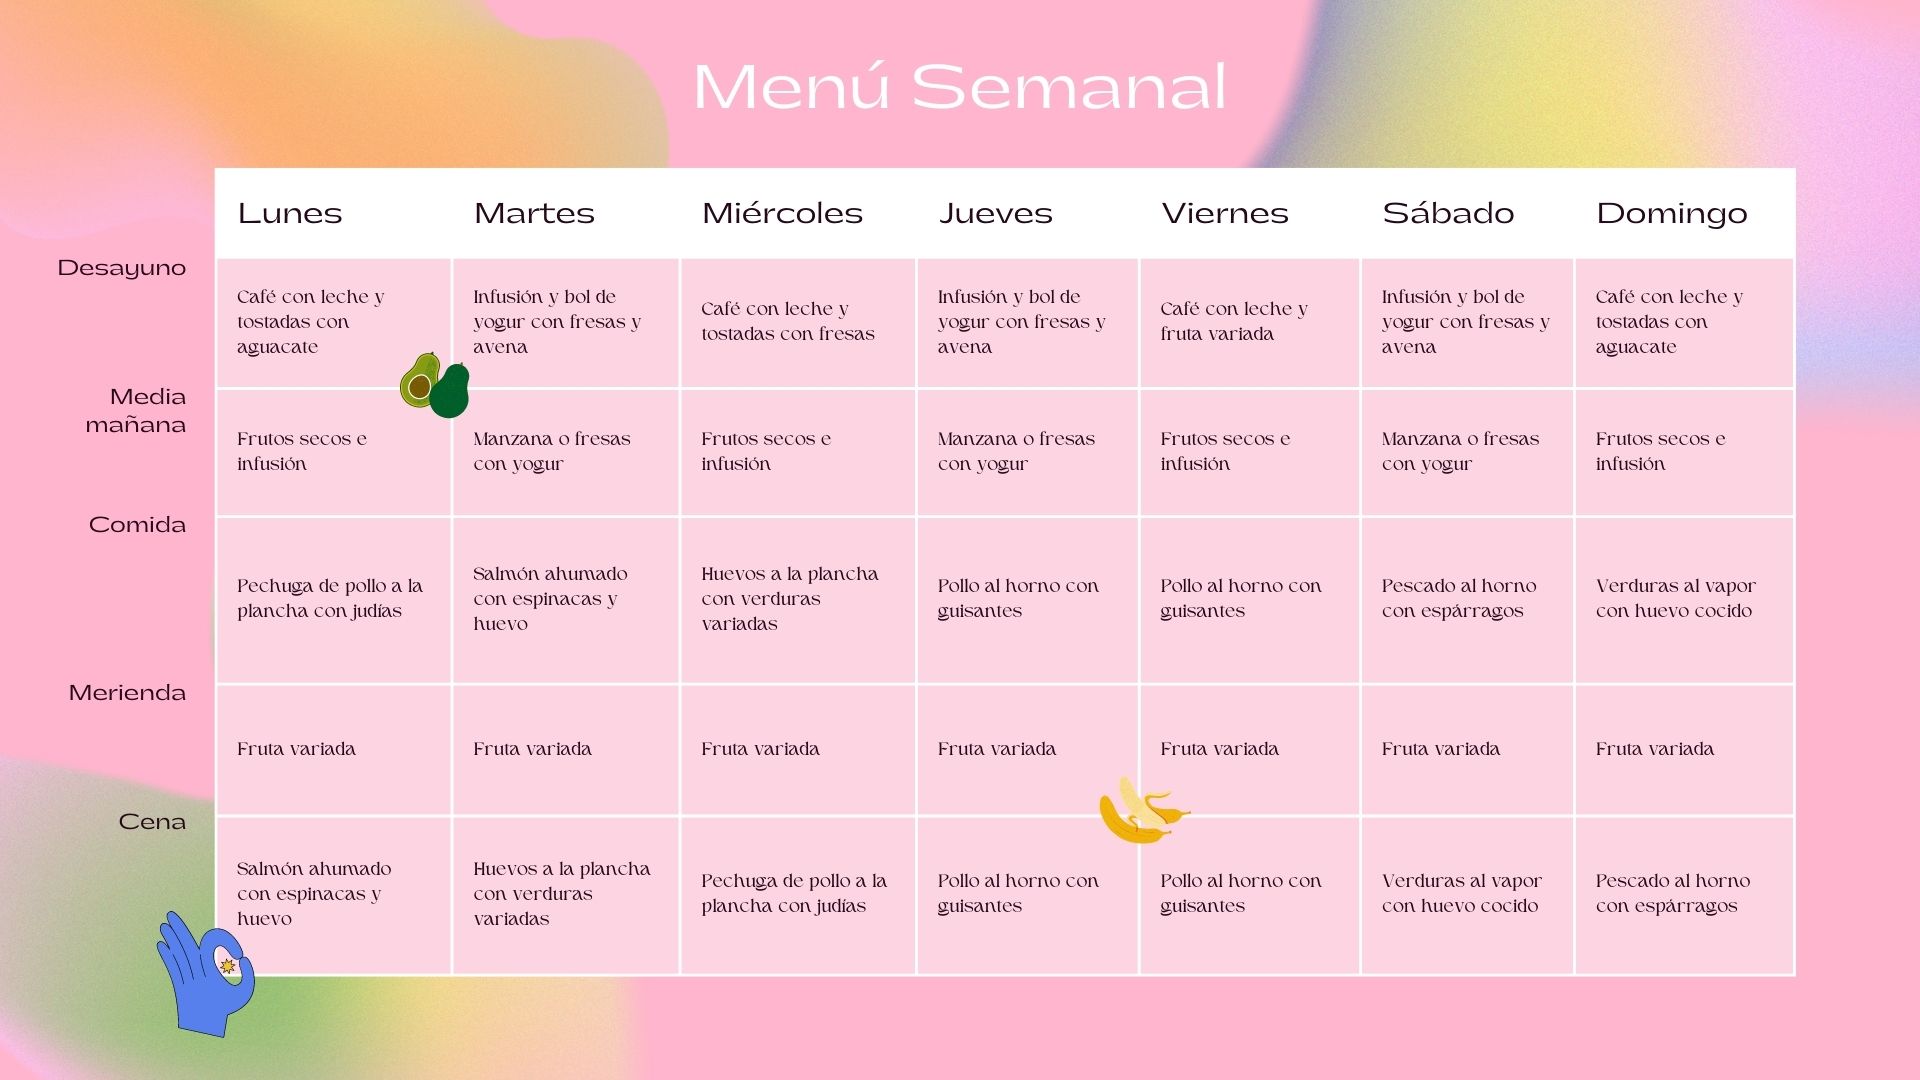 Menú Semanal
Lunes
Martes
Miércoles
Jueves
Viernes
Sábado
Domingo
Desayuno
Café con leche y
tostadas con
aguacate
Infusión y bol de
yogur con fresas y
avena
Café con leche y
tostadas con fresas
Infusión y bol de
yogur con fresas y
avena
Café con leche y
fruta variada
Infusión y bol de
yogur con fresas y
avena
Café con leche y
tostadas con
aguacate
Media
mañana
Frutos secos e
infusión
Manzana o fresas
con yogur
Frutos secos e
infusión
Manzana o fresas
con yogur
Frutos secos e
infusión
Manzana o fresas
con yogur
Frutos secos e
infusión
Comida
Pechuga de pollo a la
plancha con judías
Salmón ahumado
con espinacas y
huevo
Huevos a la plancha
con verduras
variadas
Pollo al horno con
guisantes
Pollo al horno con
guisantes
Pescado al horno
con espárragos
Verduras al vapor
con huevo cocido
Merienda
Fruta variada
Fruta variada
Fruta variada
Fruta variada
Fruta variada
Fruta variada
Fruta variada
Cena
Salmón ahumado
con espinacas y
huevo
Huevos a la plancha
con verduras
variadas
Pechuga de pollo a la
plancha con judías
Pollo al horno con
guisantes
Pollo al horno con
guisantes
Verduras al vapor
con huevo cocido
Pescado al horno
con espárragos